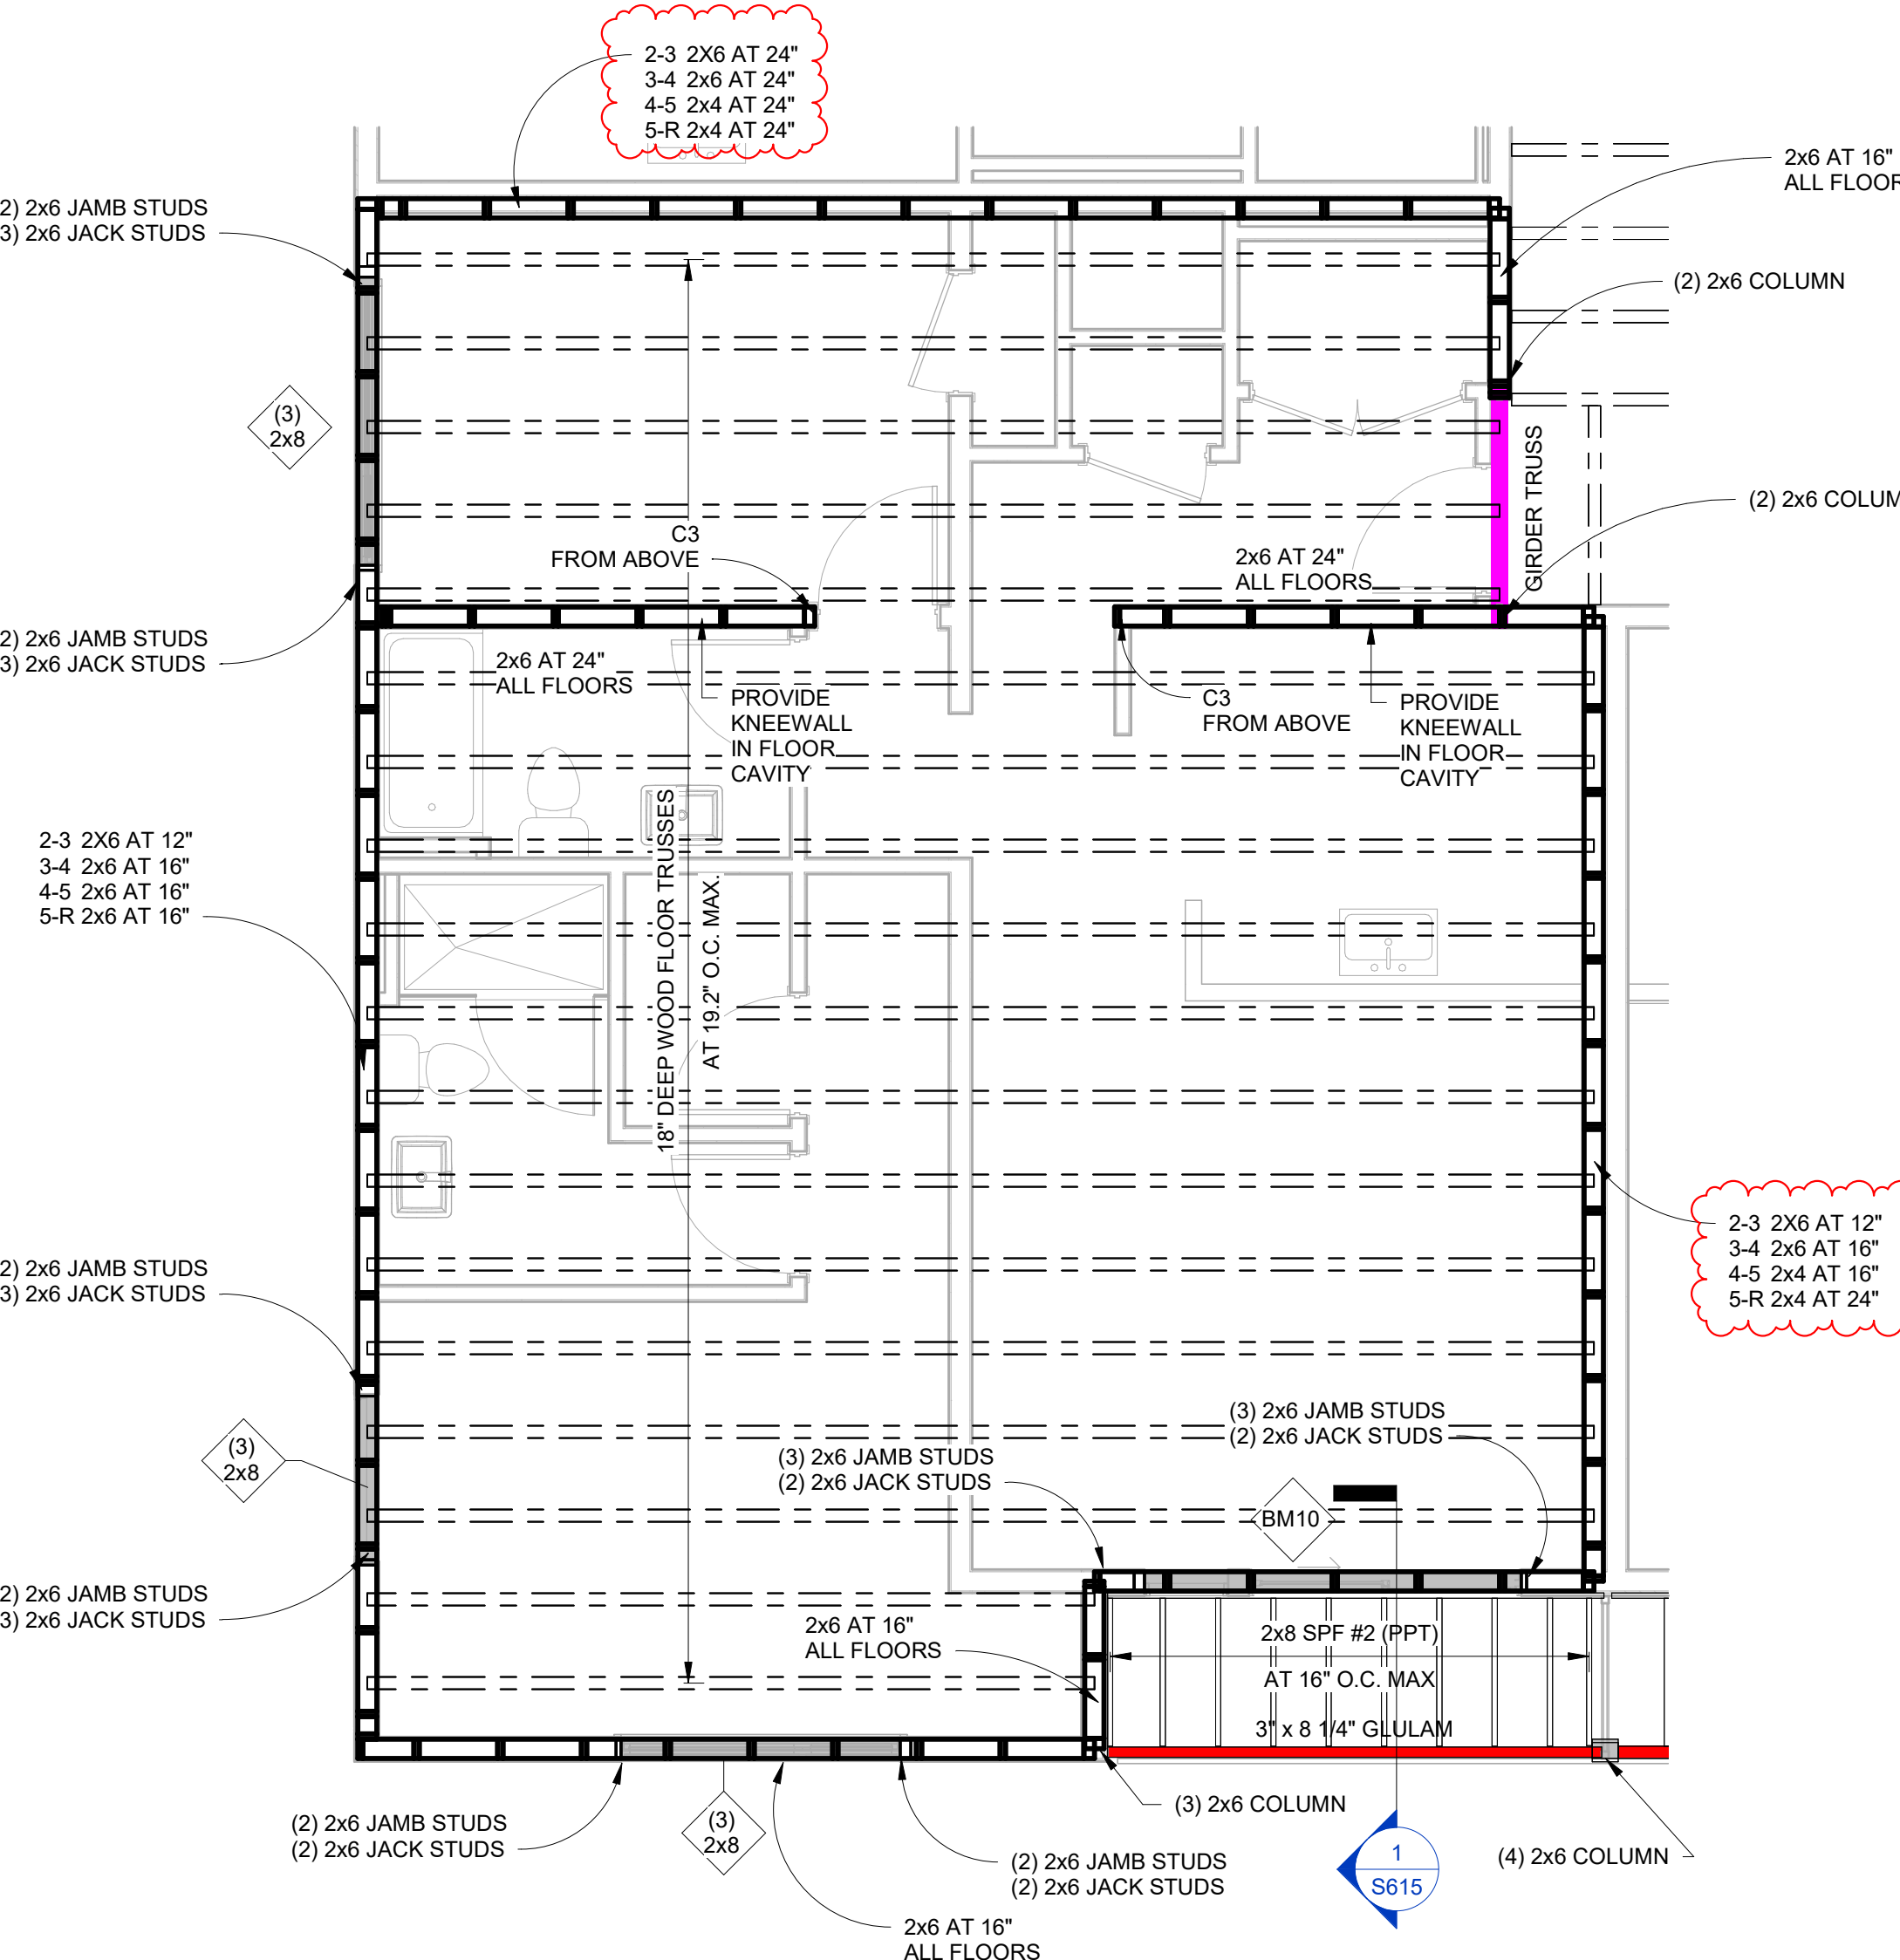 2-3 2X6 AT 24"
3-4 2x6 AT 24"
4-5 2x4 AT 24"
5-R 2x4 AT 24"
2x6 AT 16"
ALL FLOOR
2) 2x6 JAMB STUDS
3) 2x6 JACK STUDS
(2) 2x6 COLUMN
(3)
2x8
GIRDER TRUSS
(2) 2x6 COLUM
C3
FROM ABOVE
2x6 AT 24"
ALL FLOORS
2) 2x6 JAMB STUDS
3) 2x6 JACK STUDS
2x6 AT 24"
ALL FLOORS
PROVIDE
KNEEWALL
IN FLOOR
CAVITY
C3
FROM ABOVE
PROVIDE
KNEEWALL
IN FLOOR
CAVITY
18" DEEP WOOD FLOOR TRUSSES
AT 19.2" O.C. MAX.
2-3 2X6 AT 12"
3-4 2x6 AT 16"
4-5 2x6 AT 16"
5-R 2x6 AT 16"
2-3 2X6 AT 12"
3-4 2x6 AT 16"
4-5 2x4 AT 16"
5-R 2x4 AT 24"
2) 2x6 JAMB STUDS
3) 2x6 JACK STUDS
(3)
2x8
(3) 2x6 JAMB STUDS
(2) 2x6 JACK STUDS
(3) 2x6 JAMB STUDS
(2) 2x6 JACK STUDS
BM10
2) 2x6 JAMB STUDS
3) 2x6 JACK STUDS
2x6 AT 16"
ALL FLOORS
2x8 SPF #2 (PPT)
AT 16" O.C. MAX
3" x 8 1/4" GLULAM
(3) 2x6 COLUMN
(2) 2x6 JAMB STUDS
(2) 2x6 JACK STUDS
(3)
2x8
(2) 2x6 JAMB STUDS
(2) 2x6 JACK STUDS
1
S615
(4) 2x6 COLUMN
2x6 AT 16"
ALL FLOORS